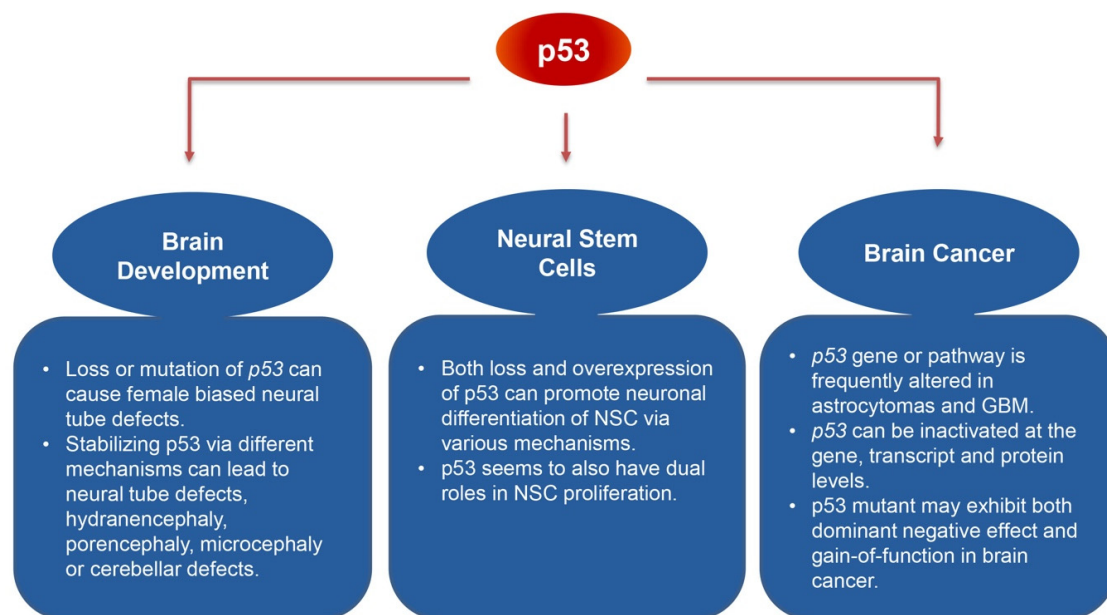 p53
Brain
Development
• Loss or mutation of p53 can
cause female biased neural
tube defects.
• Stabilizing p53 via different
mechanisms can lead to
neural tube defects,
hydranencephaly,
porencephaly, microcephaly
or cerebellar defects.
Neural Stem
Cells
• Both loss and overexpression
of p53 can promote neuronal
differentiation of NSC via
various mechanisms.
• p53 seems to also have dual
roles in NSC proliferation.
Brain Cancer
• p53 gene or pathway is
frequently altered in
astrocytomas and GBM.
• p53 can be inactivated at the
gene, transcript and protein
levels.
• p53 mutant may exhibit both
dominant negative effect and
gain-of-function in brain
cancer.